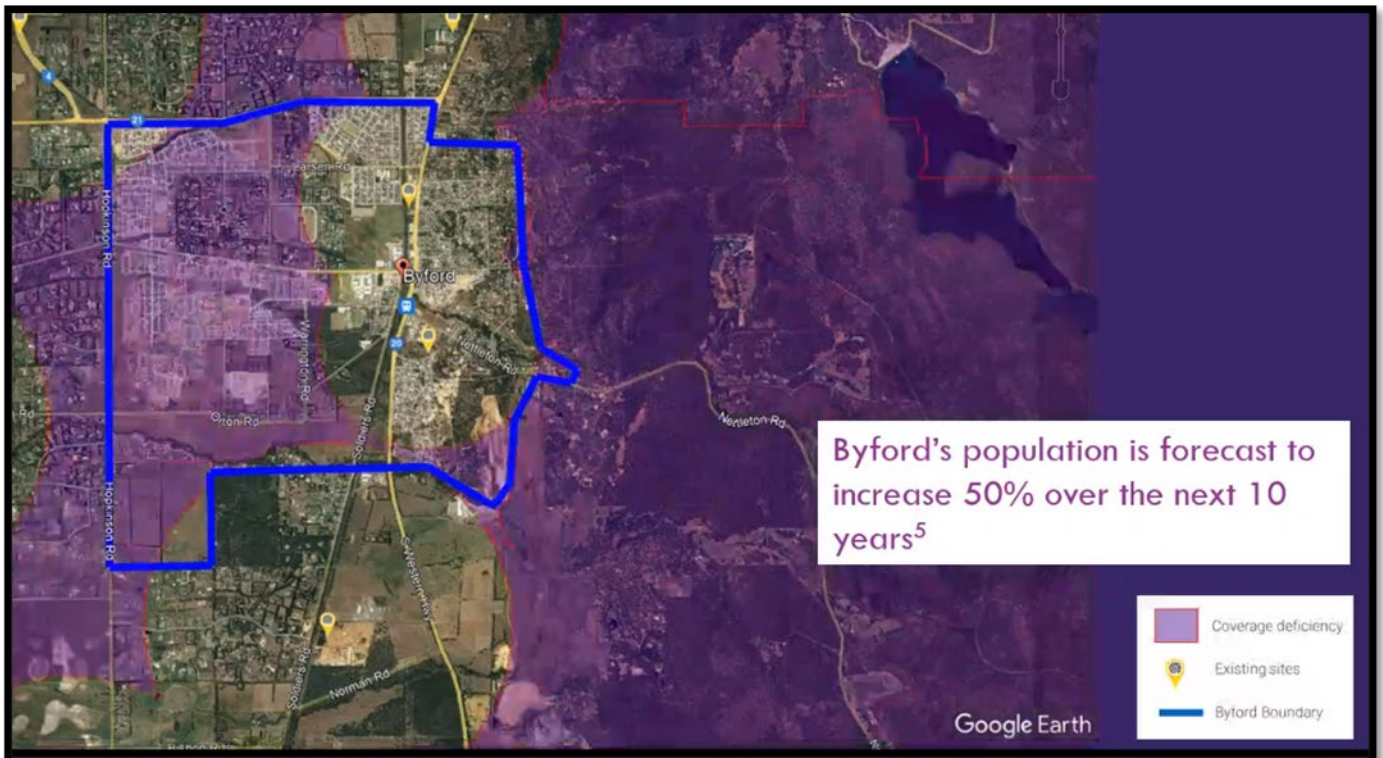 4
21
Hopkinson Rd
Byford
20
Nettleton Rd
Warrington Rd
Orton Rd
Rd
Soldiers Rd
Nettleton Rd
Hopkinson Rd
S Western Hwy
Soldiers Rd
Norman Rd
Byford's population is forecast to
increase 50% over the next 10
years⁵
Coverage deficiency
Existing sites
Byford Boundary
Google Earth